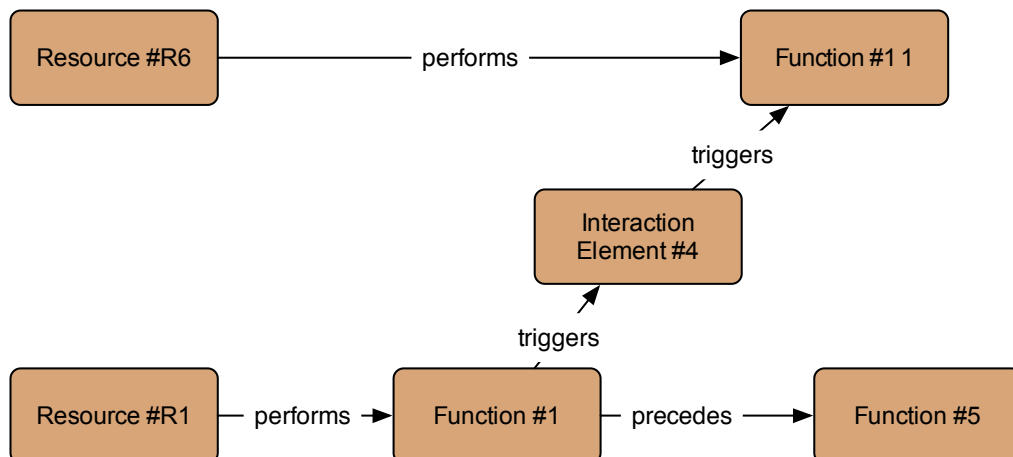 Resource #R6
performs
Function #1 1
triggers
Interaction
Element #4
triggers
Resource #R1
performs
Function #1
precedes
Function #5